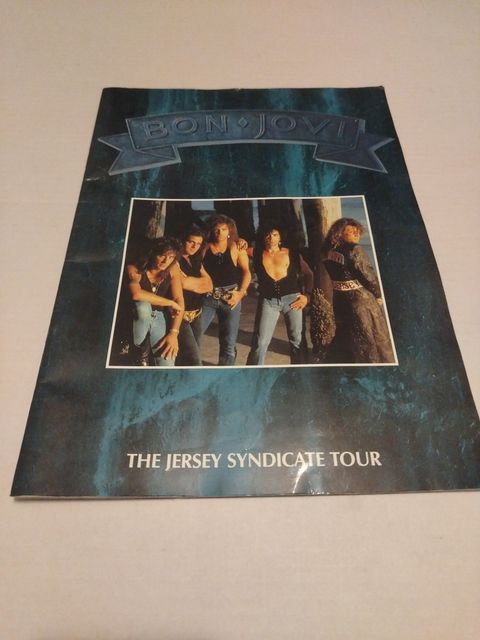 BON◆JOVI
THE JERSEY SYNDICATE TOUR